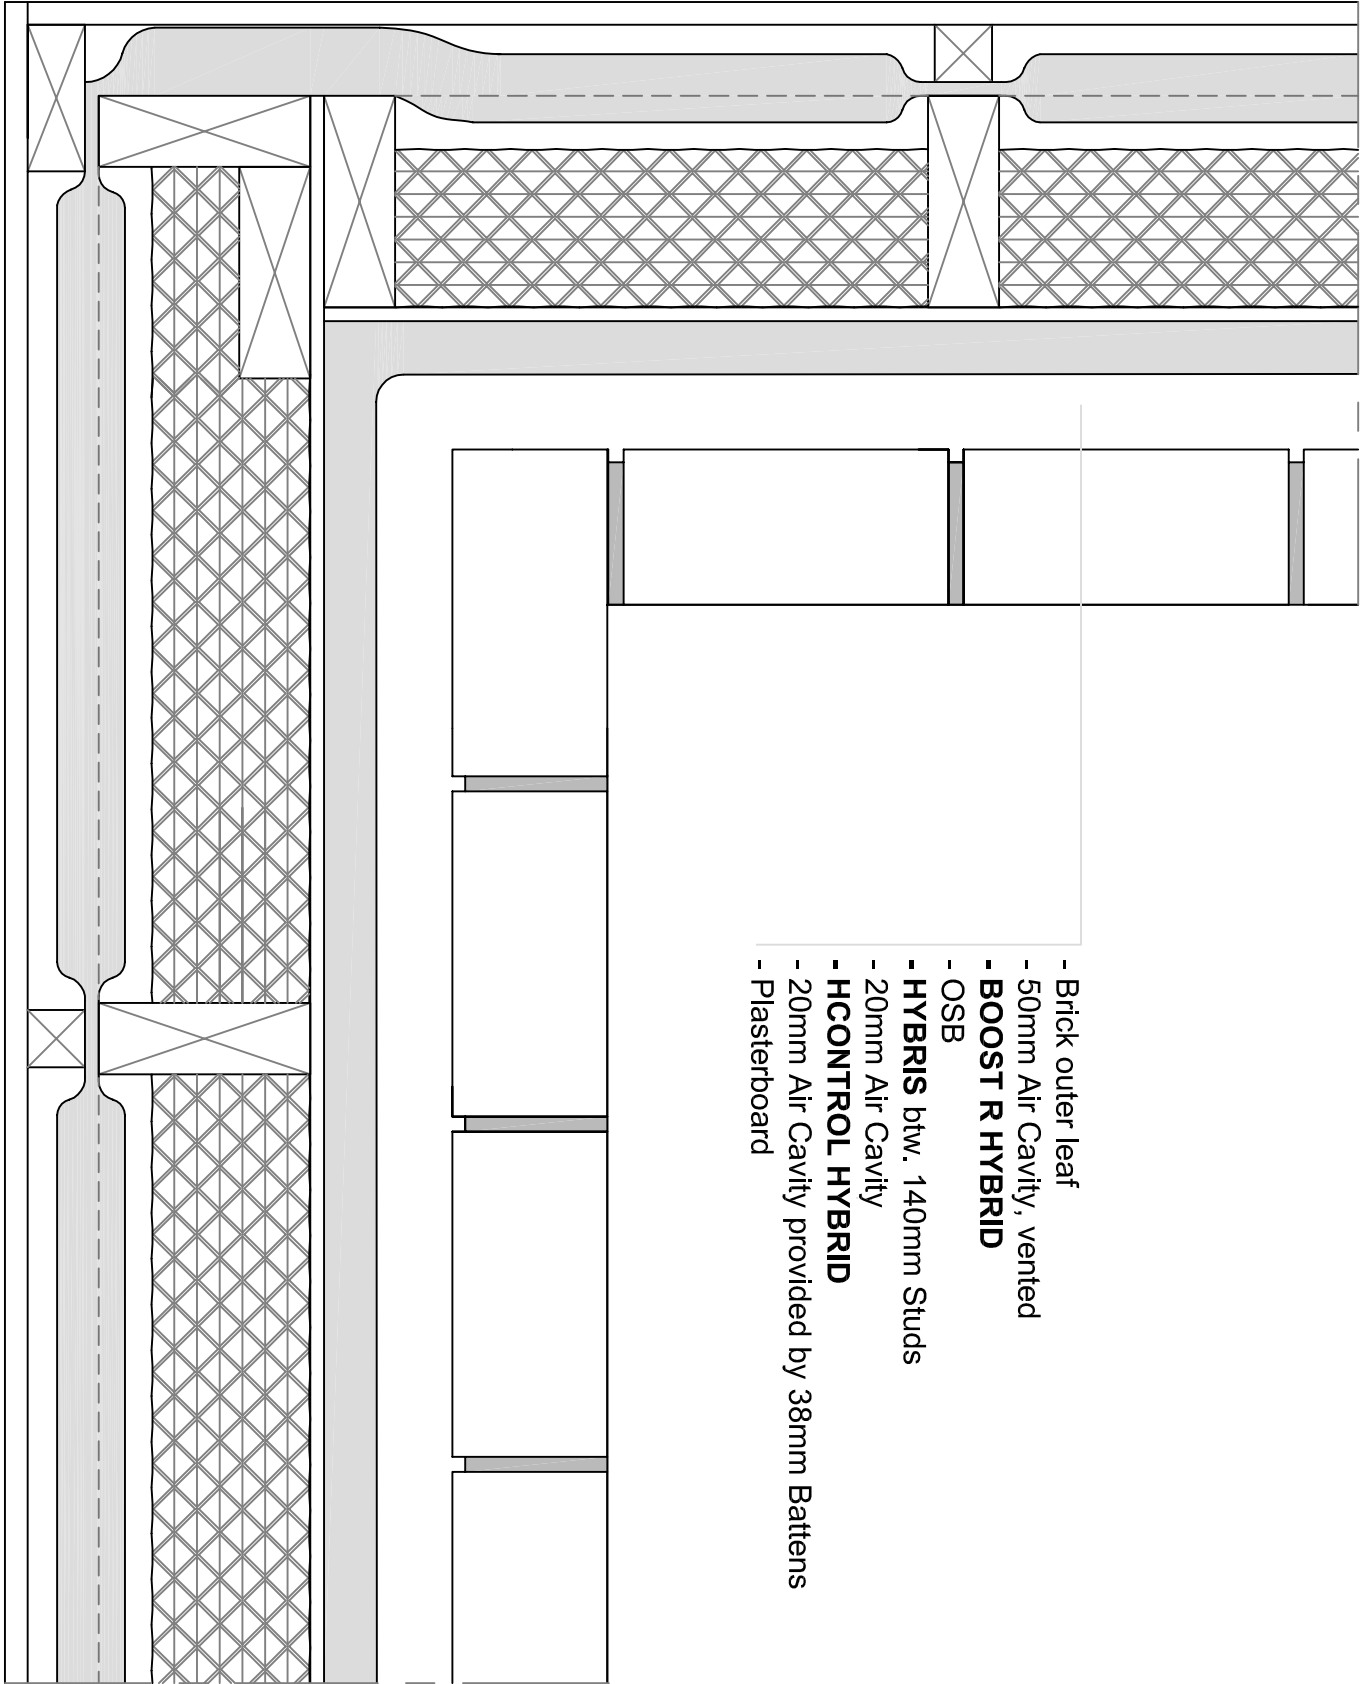 - Brick outer leaf
- 50mm Air Cavity, vented
- BOOST R HYBRID
- OSB
- HYBRIS btw. 140mm Studs
- 20mm Air Cavity
- HCONTROL HYBRID
- 20mm Air Cavity provided by 38mm Battens
- Plasterboard